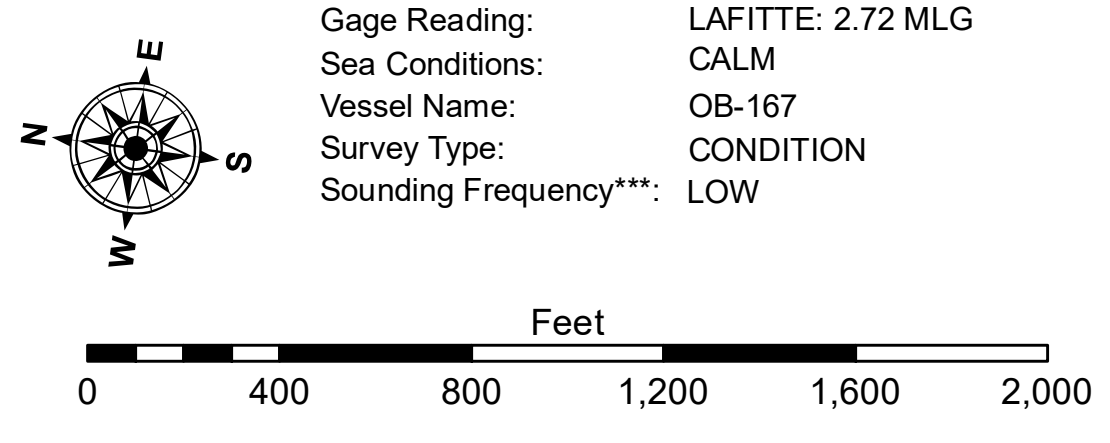 Gage Reading: LAFITTE: 2.72 MLG
Sea Conditions: CALM
Vessel Name: OB-167
Survey Type: CONDITION
Sounding Frequency***: LOW
E
N
S
W
Feet
0 400 800 1,200 1,600 2,000